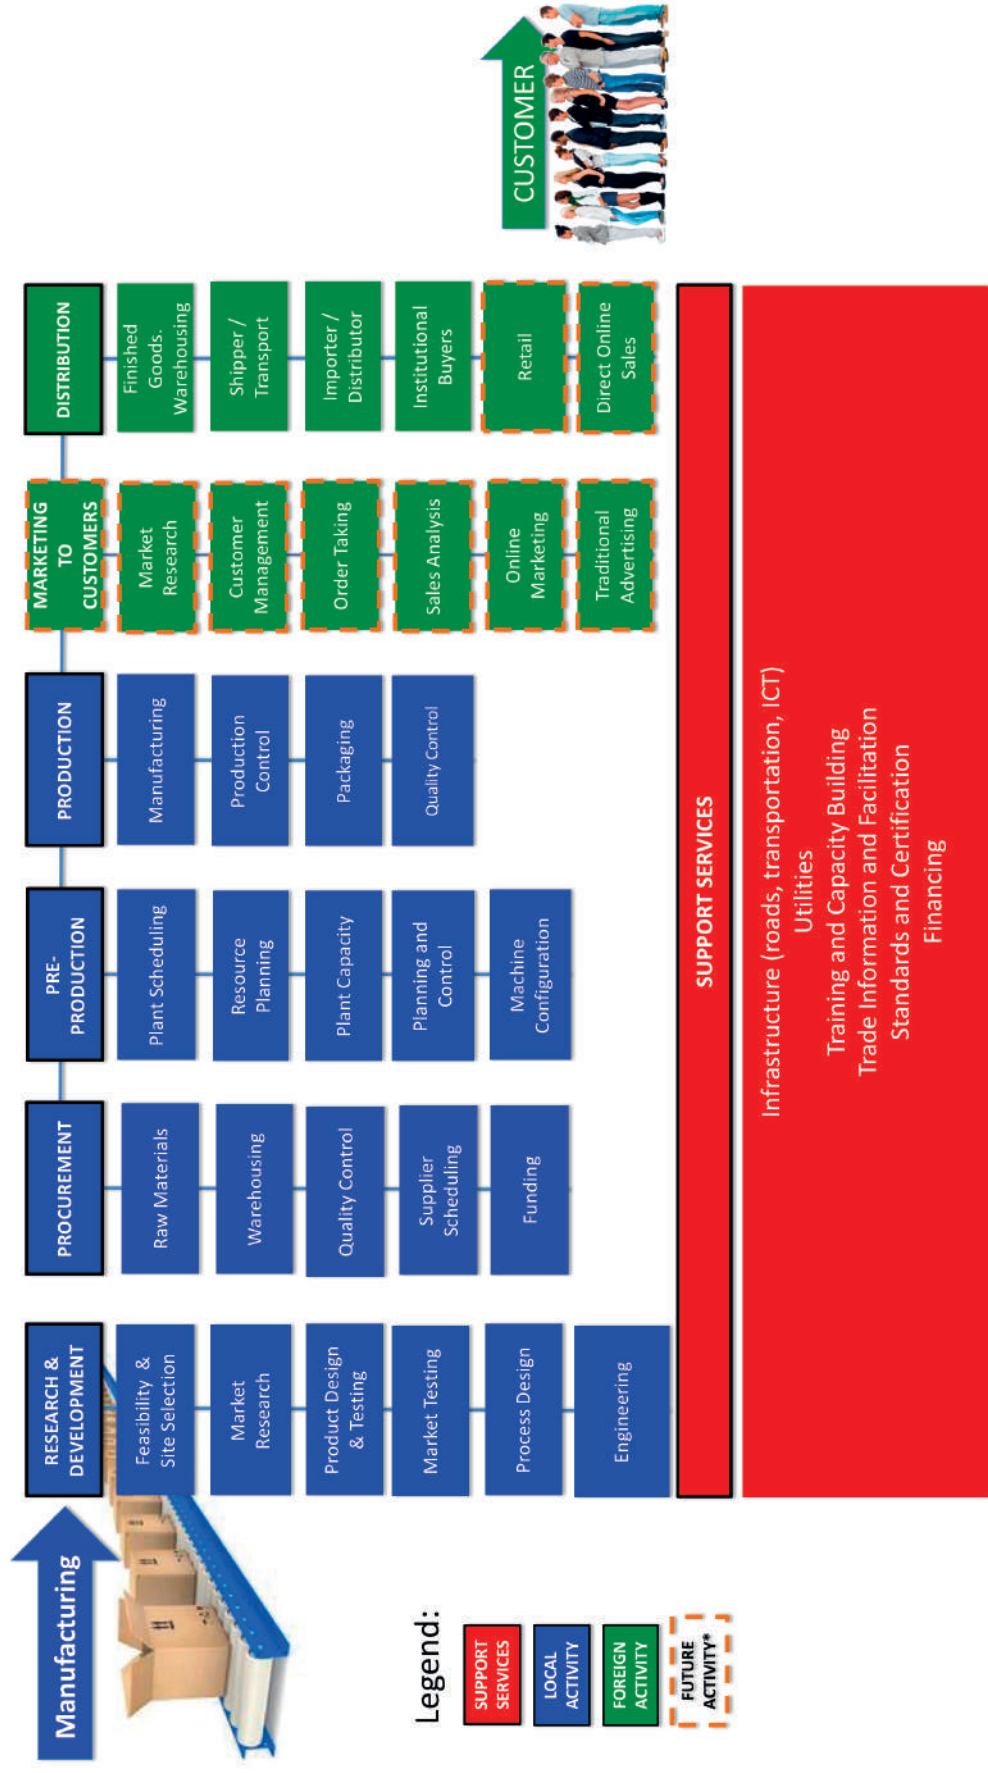 Manufacturing
RESEARCH &
DEVELOPMENT
Feasibility &
Site Selection
Market
Research
Product Design
& Testing
Market Testing
Process Design
Engineering
PROCUREMENT
Raw Materials
Warehousing
Quality Control
Supplier
Scheduling
Funding
PRE-
PRODUCTION
Plant Scheduling
Resource
Planning
Plant Capacity
Planning and
Control
Machine
Configuration
PRODUCTION
Manufacturing
Production
Control
Packaging
Quality Control
MARKETING
TO
CUSTOMERS
Market
Research
Customer
Management
Order Taking
Sales Analysis
Online
Marketing
Traditional
Advertising
DISTRIBUTION
Finished
Goods.
Warehousing
Shipper /
Transport
Importer /
Distributor
Institutional
Buyers
Retail
Direct Online
Sales
CUSTOMER
SUPPORT SERVICES
Infrastructure (roads, transportation, ICT)
Utilities
Training and Capacity Building
Trade Information and Facilitation
Standards and Certification
Financing
Legend:
SUPPORT
SERVICES
LOCAL
ACTIVITY
FOREIGN
ACTIVITY
FUTURE
ACTIVITY*